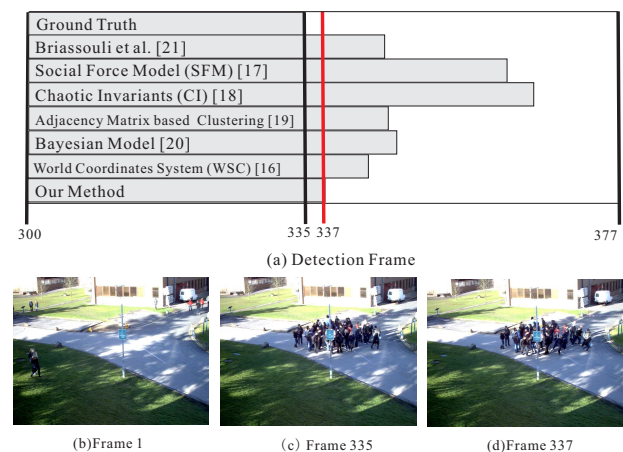 Ground Truth
Briassouli et al. [21]
Social Force Model (SFM) [17]
Chaotic Invariants (CI) [18]
Adjacency Matrix based Clustering [19]
Bayesian Model [20]
World Coordinates System (WSC) [16]
Our Method
300 335 337 377
(a) Detection Frame
(b)Frame 1 (c) Frame 335 (d)Frame 337